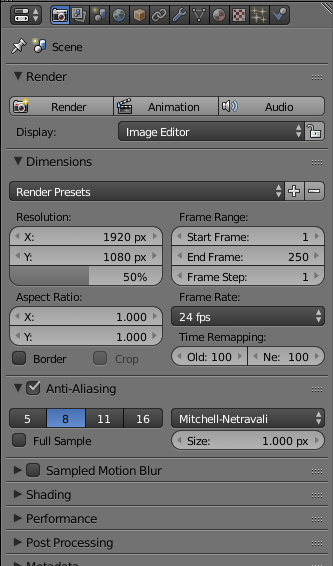 Scene
Render
Render Animation Audio
Display: Image Editor
Dimensions
Render Presets
Resolution: Frame Range:
X: 1920 px Start Frame: 1
Y: 1080 px End Frame: 250
50% Frame Step: 1
Aspect Ratio: Frame Rate:
X: 1.000 24 fps
Y: 1.000 Time Remapping:
Border Crop Old: 100 Ne: 100
Anti-Aliasing
5 8 11 16 Mitchell-Netravali
Full Sample Size: 1.000 px
Sampled Motion Blur
Shading
Performance
Post Processing
Metadata